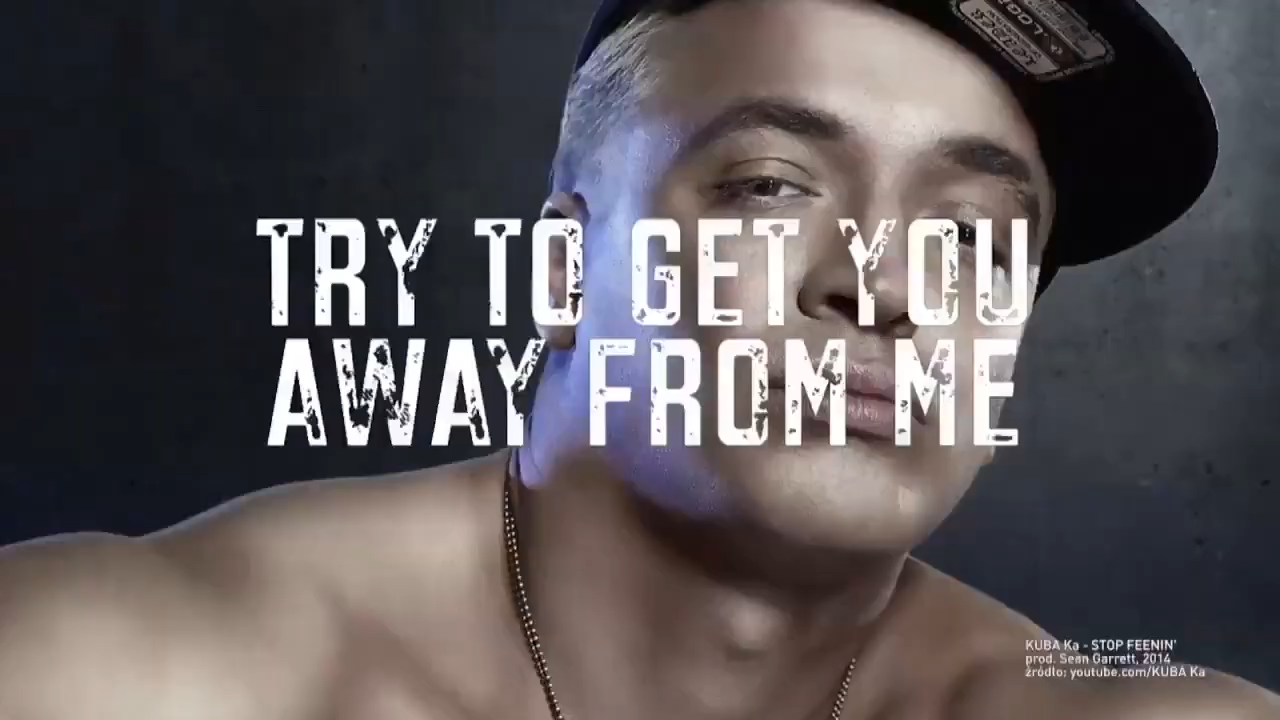 TRY TO GET YOU
AWAY FROM ME
KUBA Ka - STOP FEENIN'
prod. Sean Garrett, 2014
źródło: youtube.com/KUBA Ka